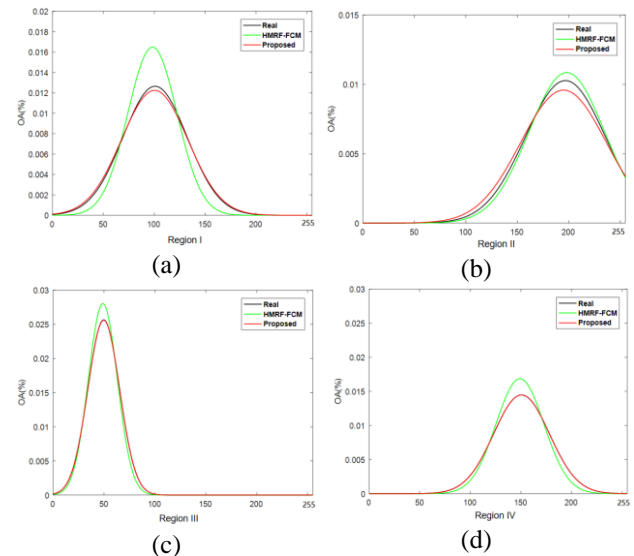 0.02
0.018
0.016
0.014
0.012
0.01
0.008
0.006
0.004
0.002
0
OA(%)
Real
HMRF-FCM
Proposed
0 50 100 150 200 255
Region I
(a)
0.015
0.01
0.005
0
OA(%)
Real
HMRF-FCM
Proposed
0 50 100 150 200 255
Region II
(b)
0.03
0.025
0.02
0.015
0.01
0.005
0
OA(%)
Real
HMRF-FCM
Proposed
0 50 100 150 200 255
Region III
(c)
0.03
0.025
0.02
0.015
0.01
0.005
0
OA(%)
Real
HMRF-FCM
Proposed
0 50 100 150 200 255
Region IV
(d)